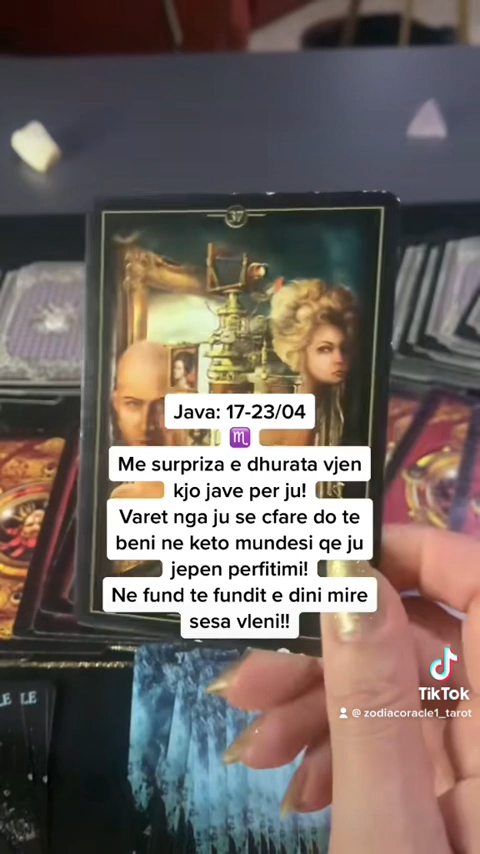 37
Java: 17-23/04
♏
Me surpriza e dhurata vjen
kjo jave per ju!
Varet nga ju se cfare do te
beni ne keto mundesi qe ju
jepen perfitimi!
Ne fund te fundit e dini mire
sesa vleni!!
TikTok
@ zodiacoracle1_tarot